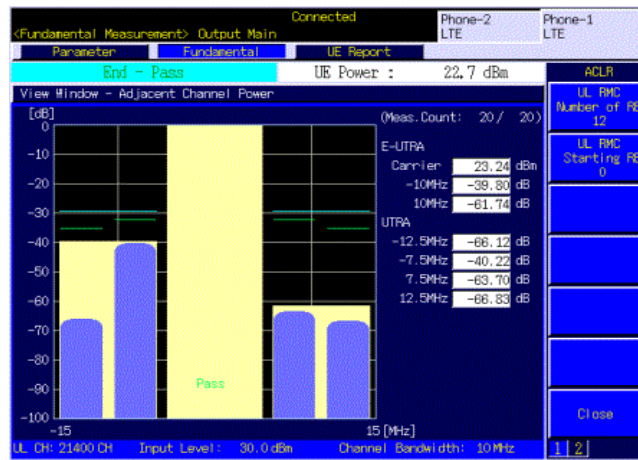 Connected
Phone-2
LTE
Phone-1
LTE
<Fundamental Measurement> Output Main
Parameter
Fundamental
UE Report
End - Pass
UE Power : 22.7 dBm
ACLR
View Window - Adjacent Channel Power
UL RMC
Number of RB
12
UL RMC
Starting RB
0
[dB]
(Meas.Count: 20/ 20)
0
-10
-20
-30
-40
-50
-60
-70
-80
-90
-100
E-UTRA
Carrier 23.24 dBm
-10MHz -39.80 dB
10MHz -61.74 dB
UTRA
-12.5MHz -66.12 dB
-7.5MHz -40.22 dB
7.5MHz -63.70 dB
12.5MHz -66.83 dB
Pass
-15
15 [MHz]
Close
UL CH: 21400 CH Input Level: 30.0 dBm Channel Bandwidth: 10 MHz
1 2